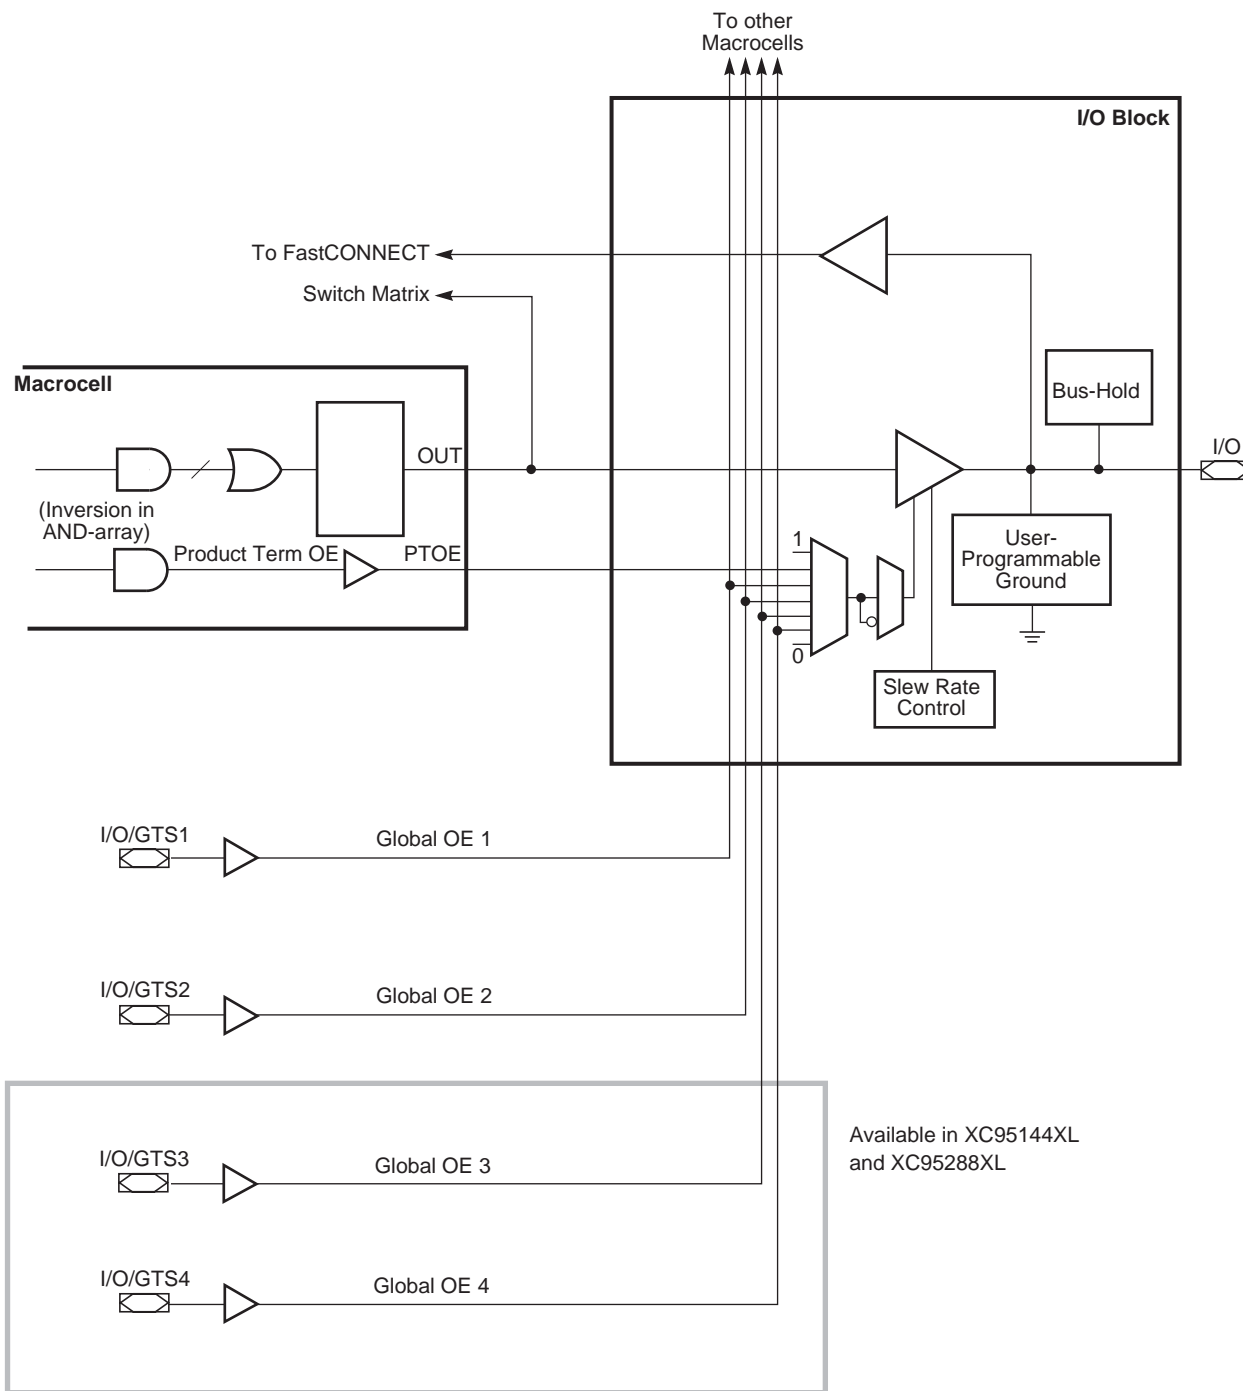 To other
Macrocells
I/O Block
To FastCONNECT
Switch Matrix
Macrocell
Bus-Hold
I/O
OUT
(Inversion in
AND-array)
Product Term OE
PTOE
1
User-
Programmable
Ground
0
Slew Rate
Control
I/O/GTS1
Global OE 1
I/O/GTS2
Global OE 2
Available in XC95144XL
and XC95288XL
I/O/GTS3
Global OE 3
I/O/GTS4
Global OE 4